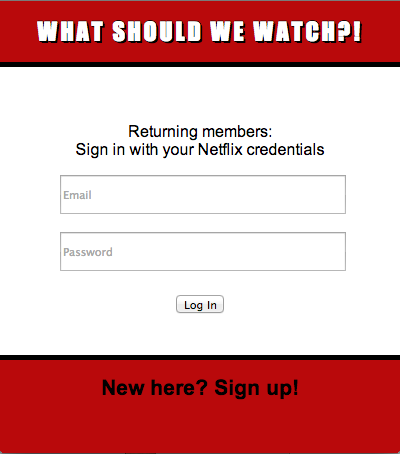 WHAT SHOULD WE WATCH?!
Returning members:
Sign in with your Netflix credentials
Email
Password
Log In
New here? Sign up!